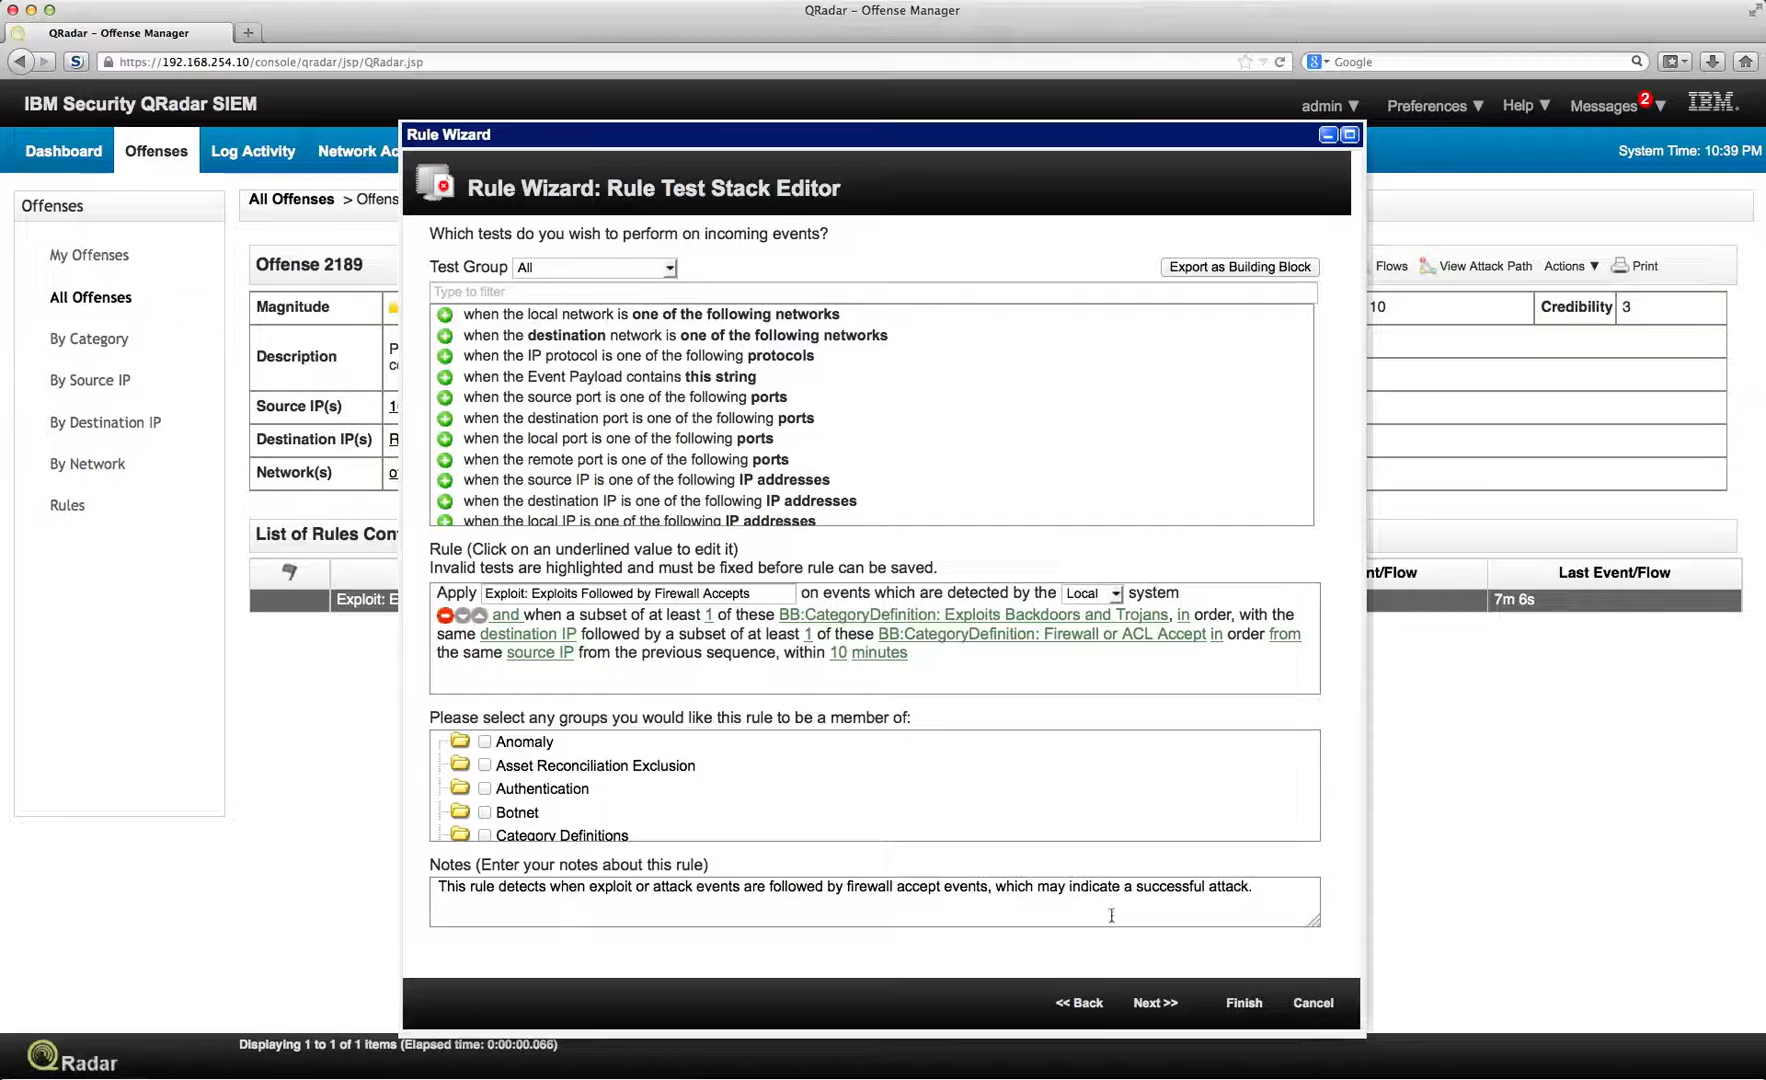 QRadar – Offense Manager
QRadar – Offense Manager
+
https://192.168.254.10/console/qradar/jsp/QRadar.jsp
Google
IBM Security QRadar SIEM
admin ▼ Preferences ▼ Help ▼ Messages 2 ▼ IBM.
Dashboard Offenses Log Activity Network Ac
System Time: 10:39 PM
Rule Wizard
Rule Wizard: Rule Test Stack Editor
Offenses
My Offenses
All Offenses
By Category
By Source IP
By Destination IP
By Network
Rules
All Offenses > Offens
Offense 2189
Magnitude
Description P
c
Source IP(s) 1
Destination IP(s) R
Network(s) o
List of Rules Con
Exploit: E
Which tests do you wish to perform on incoming events?
Test Group All
Export as Building Block
Type to filter
when the local network is one of the following networks
when the destination network is one of the following networks
when the IP protocol is one of the following protocols
when the Event Payload contains this string
when the source port is one of the following ports
when the destination port is one of the following ports
when the local port is one of the following ports
when the remote port is one of the following ports
when the source IP is one of the following IP addresses
when the destination IP is one of the following IP addresses
when the local IP is one of the following IP addresses
Rule (Click on an underlined value to edit it)
Invalid tests are highlighted and must be fixed before rule can be saved.
Apply Exploit: Exploits Followed by Firewall Accepts on events which are detected by the Local system
and when a subset of at least 1 of these BB:CategoryDefinition: Exploits Backdoors and Trojans, in order, with the
same destination IP followed by a subset of at least 1 of these BB:CategoryDefinition: Firewall or ACL Accept in order from
the same source IP from the previous sequence, within 10 minutes
Please select any groups you would like this rule to be a member of:
Anomaly
Asset Reconciliation Exclusion
Authentication
Botnet
Category Definitions
Notes (Enter your notes about this rule)
This rule detects when exploit or attack events are followed by firewall accept events, which may indicate a successful attack.
<< Back Next >> Finish Cancel
Flows View Attack Path Actions ▼ Print
10 Credibility 3
nt/Flow Last Event/Flow
7m 6s
Displaying 1 to 1 of 1 items (Elapsed time: 0:00:00.066)
QRadar